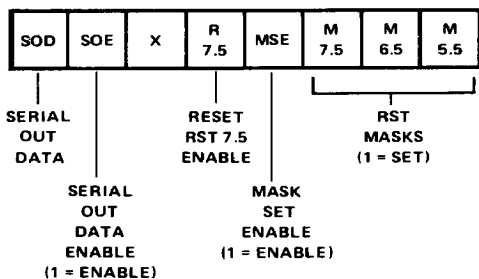 SOD SOE X R 7.5 MSE M 7.5 M 6.5 M 5.5
SERIAL
OUT
DATA
RESET
RST 7.5
ENABLE
RST
MASKS
(1 = SET)
SERIAL
OUT
DATA
ENABLE
(1 = ENABLE)
MASK
SET
ENABLE
(1 = ENABLE)